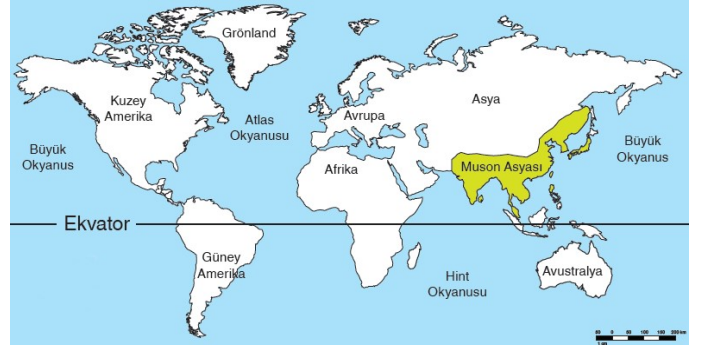 Grönland
Kuzey
Amerika
Atlas
Okyanusu
Avrupa
Asya
Büyük
Okyanus
Büyük
Okyanus
Afrika
Muson Asyası
Ekvator
Güney
Amerika
Hint
Okyanusu
Avustralya